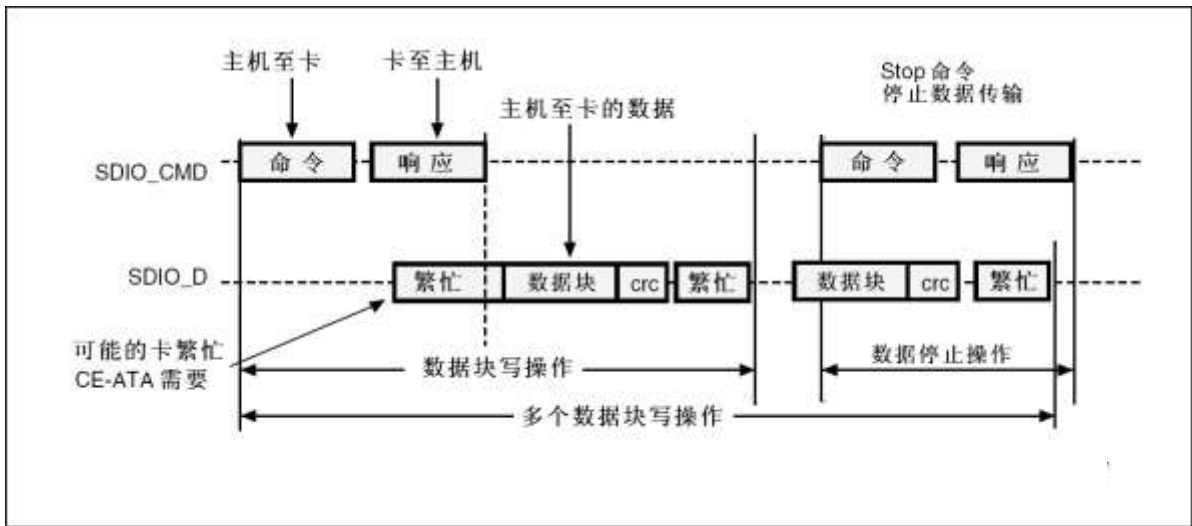 主机至卡
卡至主机
主机至卡的数据
Stop 命令
停止数据传输
SDIO_CMD
命令
响应
命令
响应
SDIO_D
繁忙
数据块
crc
繁忙
数据块
crc
繁忙
可能的卡繁忙
CE-ATA 需要
数据块写操作
数据停止操作
多个数据块写操作